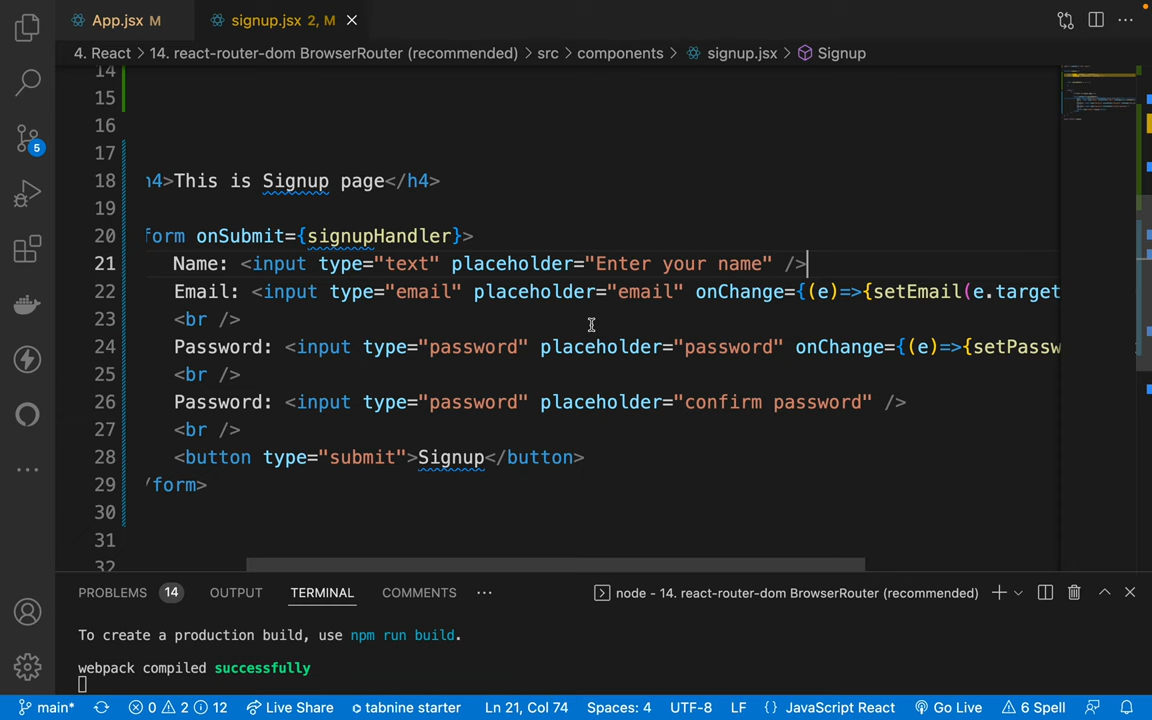 App.jsx M
signup.jsx 2, M
4. React > 14. react-router-dom BrowserRouter (recommended) > src > components > signup.jsx > Signup
14
15
16
17
18 h4>This is Signup page</h4>
19
20 form onSubmit={signupHandler}>
21 Name: <input type="text" placeholder="Enter your name" />
22 Email: <input type="email" placeholder="email" onChange={(e)=>{setEmail(e.target
23 <br />
24 Password: <input type="password" placeholder="password" onChange={(e)=>{setPassw
25 <br />
26 Password: <input type="password" placeholder="confirm password" />
27 <br />
28 <button type="submit">Signup</button>
29 /form>
30
31
32
5
PROBLEMS 14 OUTPUT TERMINAL COMMENTS ··· node - 14. react-router-dom BrowserRouter (recommended)
To create a production build, use npm run build.
webpack compiled successfully
main* 0 2 12 Live Share tabnine starter Ln 21, Col 74 Spaces: 4 UTF-8 LF {} JavaScript React Go Live 6 Spell